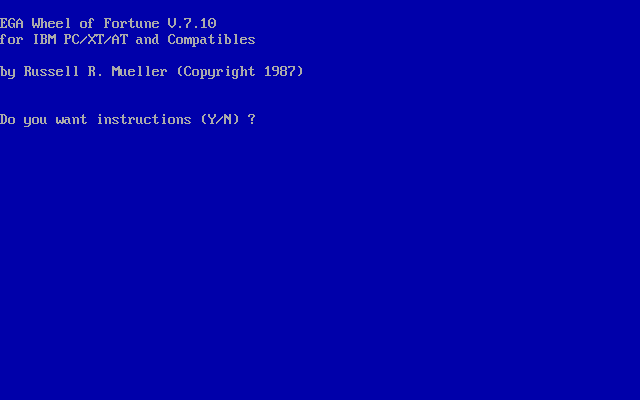 EGA Wheel of Fortune V.7.10
for IBM PC/XT/AT and Compatibles
by Russell R. Mueller (Copyright 1987)
Do you want instructions (Y/N) ?